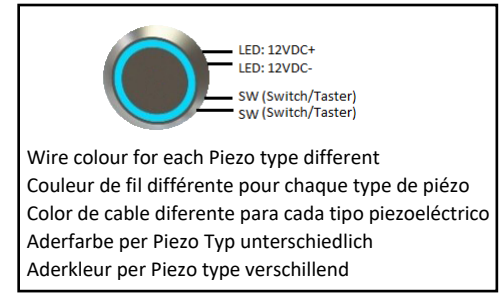 LED: 12VDC+
LED: 12VDC-
SW (Switch/Taster)
SW (Switch/Taster)
Wire colour for each Piezo type different
Couleur de fil différente pour chaque type de piézo
Color de cable diferente para cada tipo piezoeléctrico
Aderfarbe per Piezo Typ unterschiedlich
Aderkleur per Piezo type verschillend